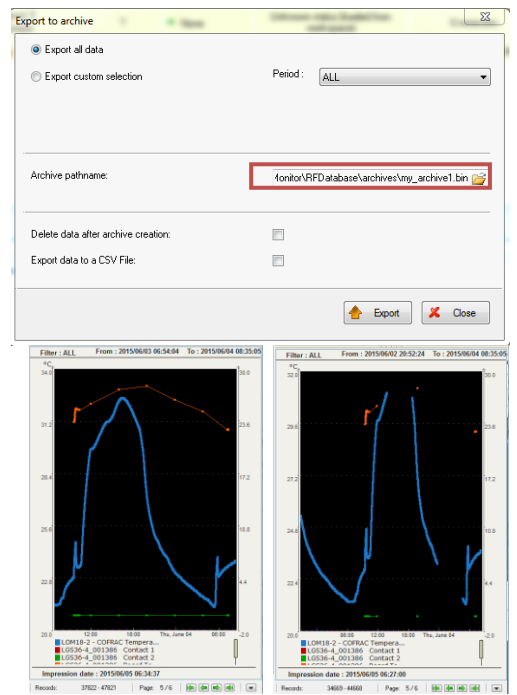 Export to archive
Export all data
Export custom selection
Period :
ALL
Archive pathname:
Monitor\RFDatabase\archives\my_archive1.bin
Delete data after archive creation:
Export data to a CSV File:
Export
Close
Filter : ALL From : 2015/06/03 06:54:04 To : 2015/06/04 08:35:05
°C
34.0
30.0
31.2
23.6
28.4
17.2
25.6
10.8
22.8
4.4
20.0
12:00 18:00 Thu, June 04 06:00
-2.0
LOM18-2 - COFRAC Tempera...
LGS36-4_001386 Contact 1
LGS36-4_001386 Contact 2
Impression date : 2015/06/05 06:34:37
Records: 37822 - 47821 Page: 5 / 6
Filter : ALL From : 2015/06/02 20:52:24 To : 2015/06/04 08:35:05
°C
32.0
30.0
29.6
23.6
27.2
17.2
24.8
10.8
22.4
4.4
20.0
18:00 Thu, June 04
-2.0
LOM18-2 - COFRAC Tempera...
LGS36-4_001386 Contact 1
LGS36-4_001386 Contact 2
Impression date : 2015/06/05 06:27:00
Records: 34669 - 44668 Page: 5 / 6